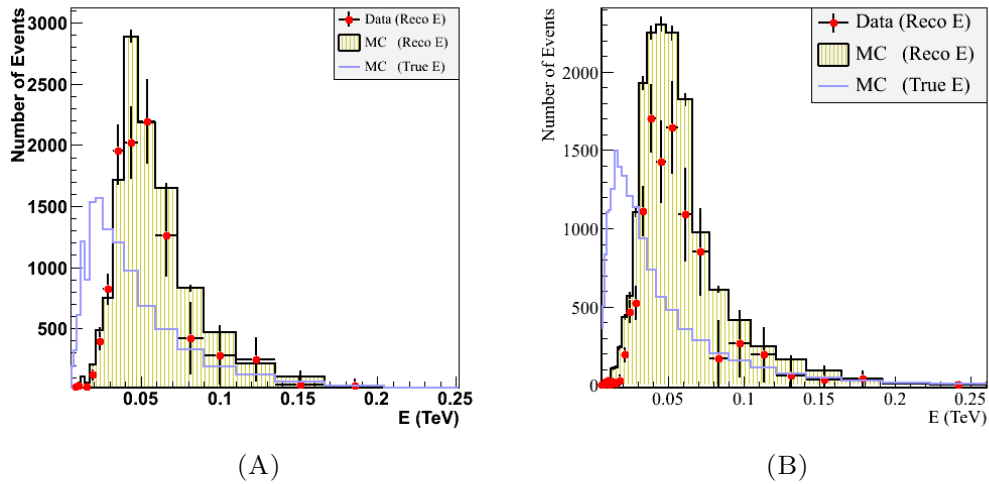 Number of Events
3000
2500
2000
1500
1000
500
0.05
0.1
0.15
0.2
0.25
E (TeV)
Data (Reco E)
MC (Reco E)
MC (True E)
(A)
Number of Events
2000
1500
1000
500
0
0.05
0.1
0.15
0.2
0.25
E (TeV)
Data (Reco E)
MC (Reco E)
MC (True E)
(B)